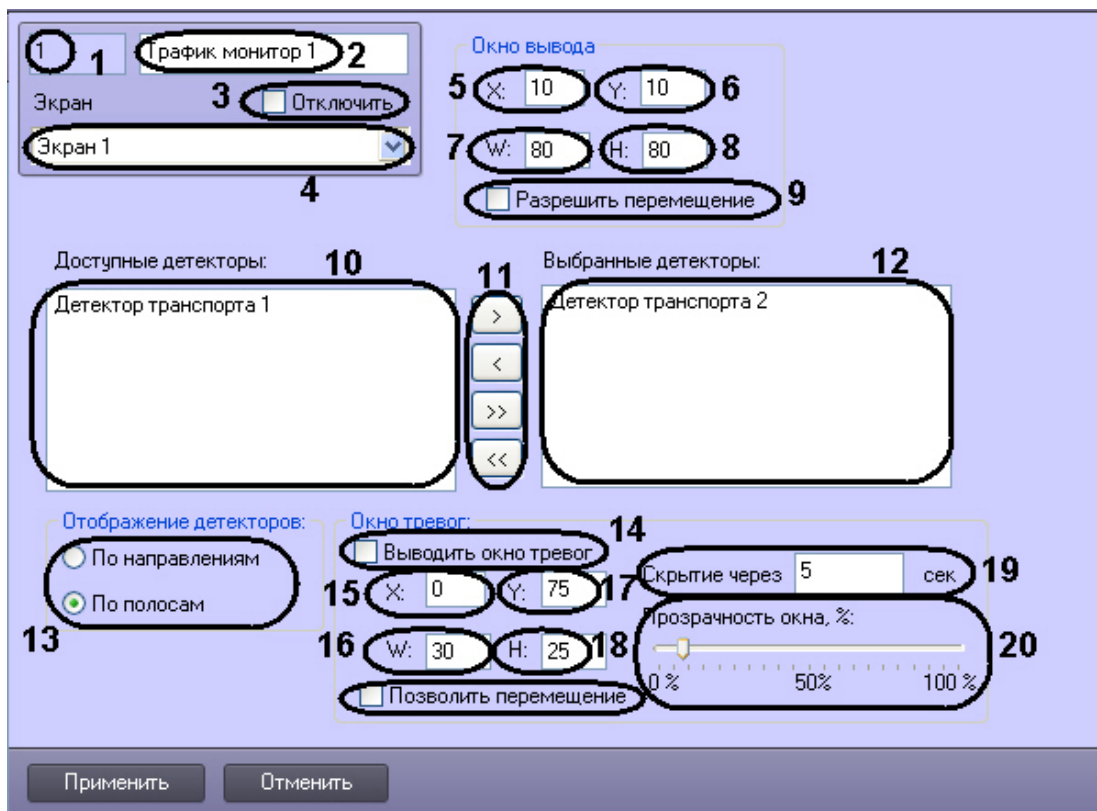 1 1 Трафик монитор 1 2
Экран 3 Отключить
Экран 1
4
Окно вывода
5 X: 10 Y: 10 6
7 W: 80 H: 80 8
Разрешить перемещение 9
Доступные детекторы: 10
Детектор транспорта 1
11
>
<
>>
<<
Выбранные детекторы: 12
Детектор транспорта 2
Отображение детекторов:
По направлениям
По полосам
13
Окно тревог:
14
Выводить окно тревог
15 X: 0 Y: 75 17
16 W: 30 H: 25 18
Позволить перемещение
Скрытие через 5 сек 19
Прозрачность окна, %:
20
0 % 50% 100 %
Применить Отменить